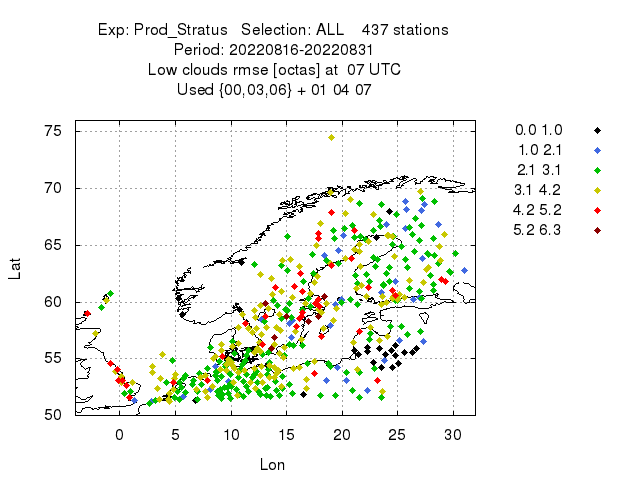 Exp: Prod_Stratus Selection: ALL 437 stations
Period: 20220816-20220831
Low clouds rmse [octas] at 07 UTC
Used {00,03,06} + 01 04 07
0.0 1.0
1.0 2.1
2.1 3.1
3.1 4.2
4.2 5.2
5.2 6.3
75
70
65
60
55
50
Lat
0 5 10 15 20 25 30
Lon